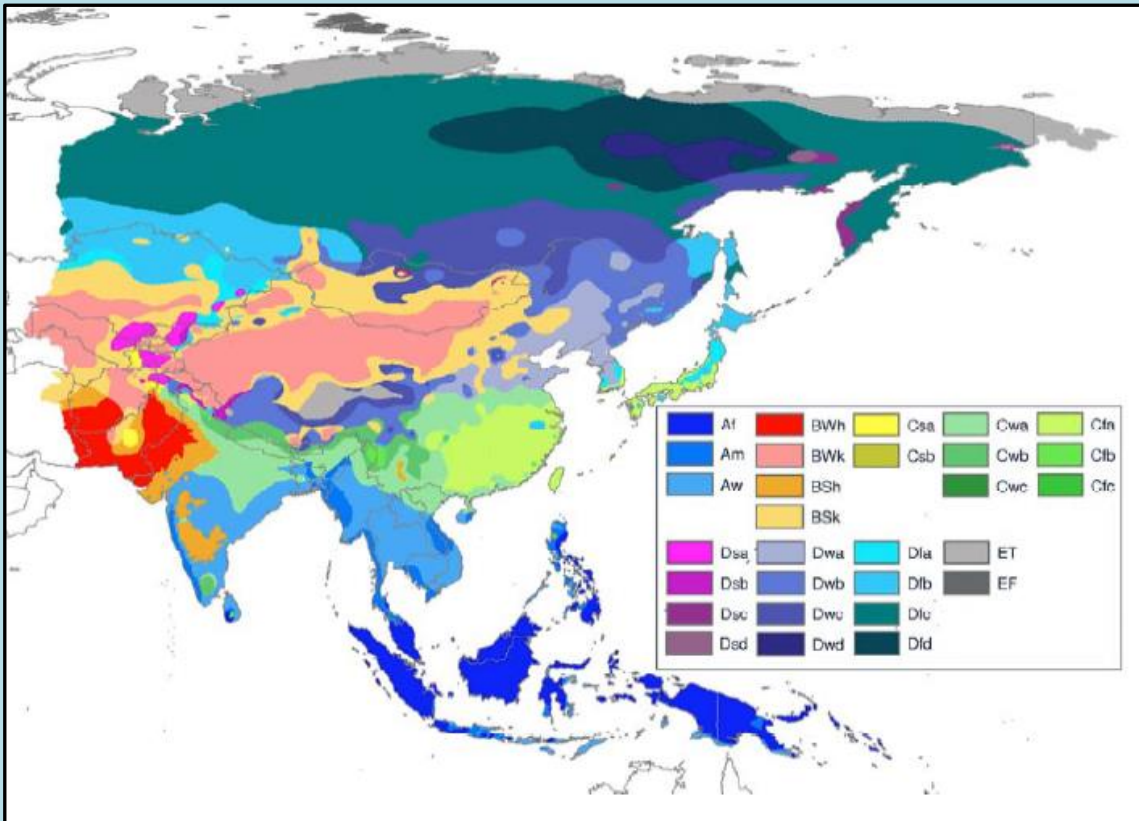 Af BWh Csa Cwa Cfa
Am BWk Csb Cwb Cfb
Aw BSh Cwc Cfc
BSk
Dsa Dwa Dfa ET
Dsb Dwb Dfb EF
Dsc Dwc Dfc
Dsd Dwd Dfd